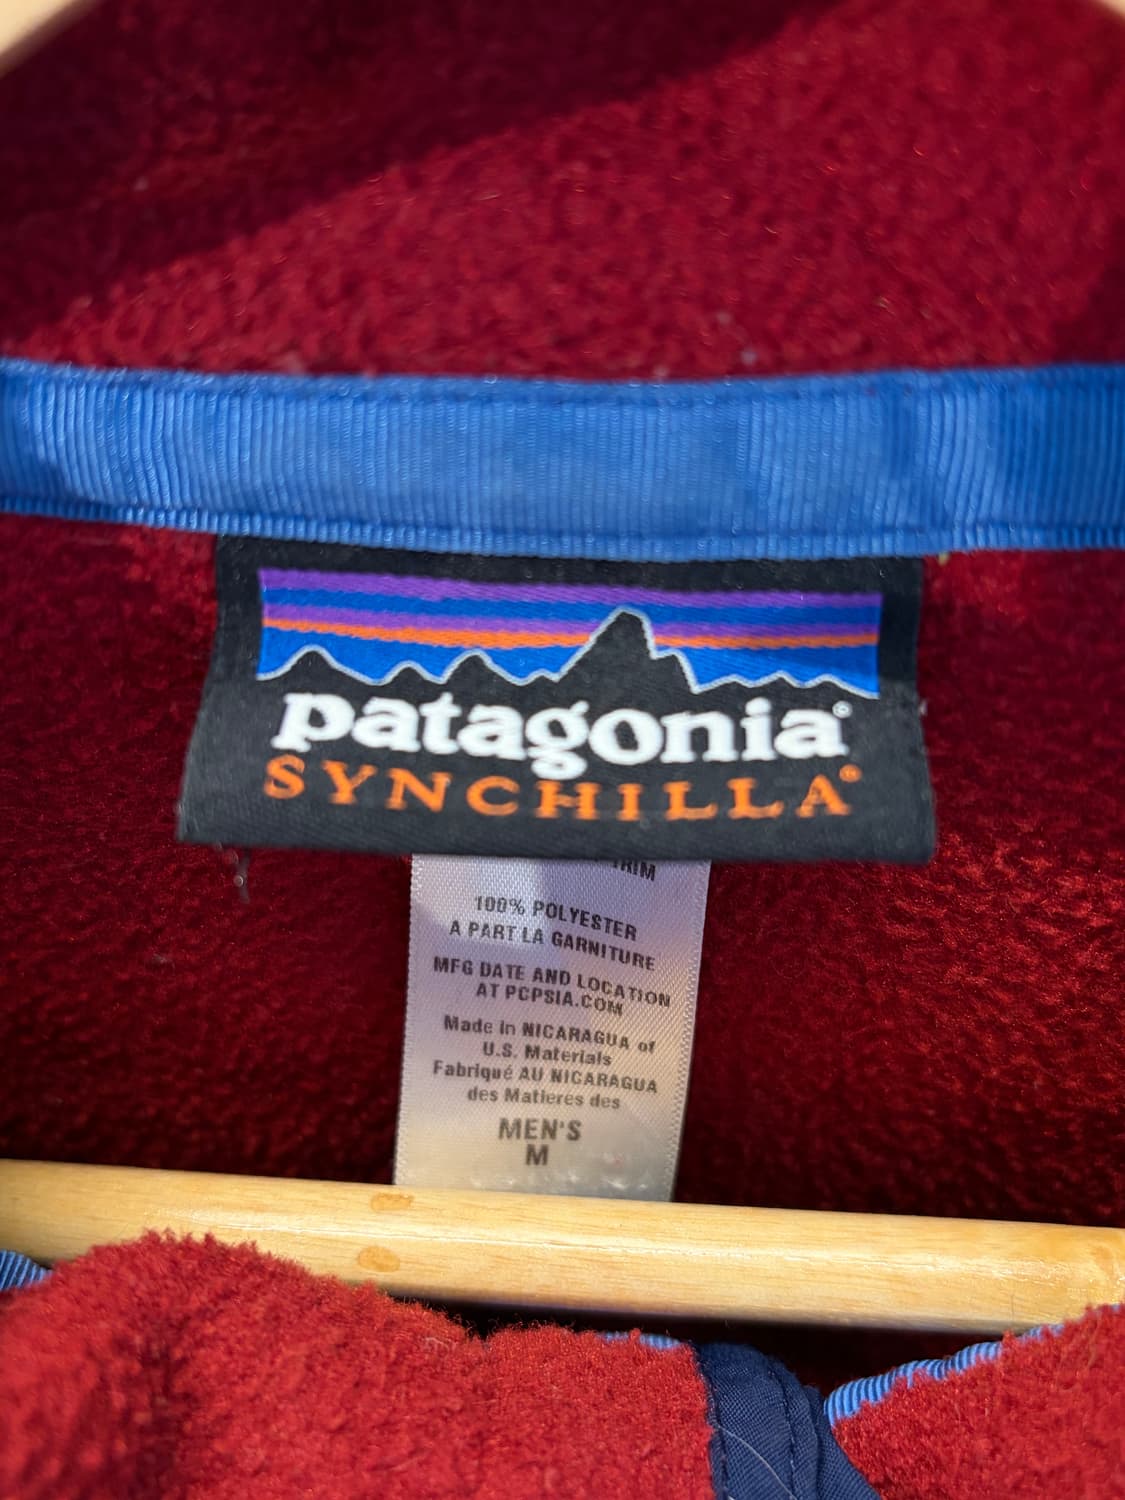 patagonia®
SYNCHILLA®
TRIM
100% POLYESTER
A PART LA GARNITURE
MFG DATE AND LOCATION
AT PCPSIA.COM
Made in NICARAGUA of
U.S. Materials
Fabriqué AU NICARAGUA
des Matieres des
MEN'S
M